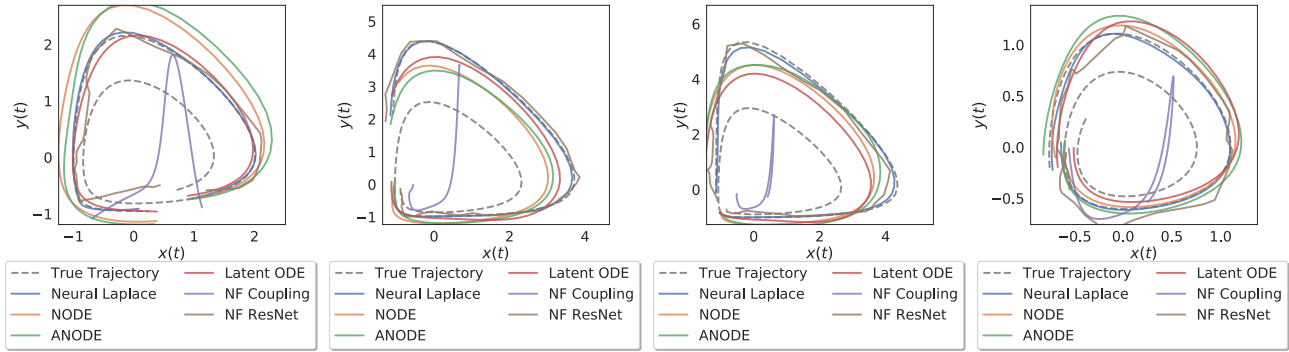 y(t)
2
1
0
−1
−1 0 1 2
x(t)
True Trajectory
Neural Laplace
NODE
ANODE
Latent ODE
NF Coupling
NF ResNet
y(t)
5
4
3
2
1
0
−1
0 2 4
x(t)
True Trajectory
Neural Laplace
NODE
ANODE
Latent ODE
NF Coupling
NF ResNet
y(t)
6
4
2
0
0 2 4
x(t)
True Trajectory
Neural Laplace
NODE
ANODE
Latent ODE
NF Coupling
NF ResNet
y(t)
1.0
0.5
0.0
−0.5
−0.5 0.0 0.5 1.0
x(t)
True Trajectory
Neural Laplace
NODE
ANODE
Latent ODE
NF Coupling
NF ResNet